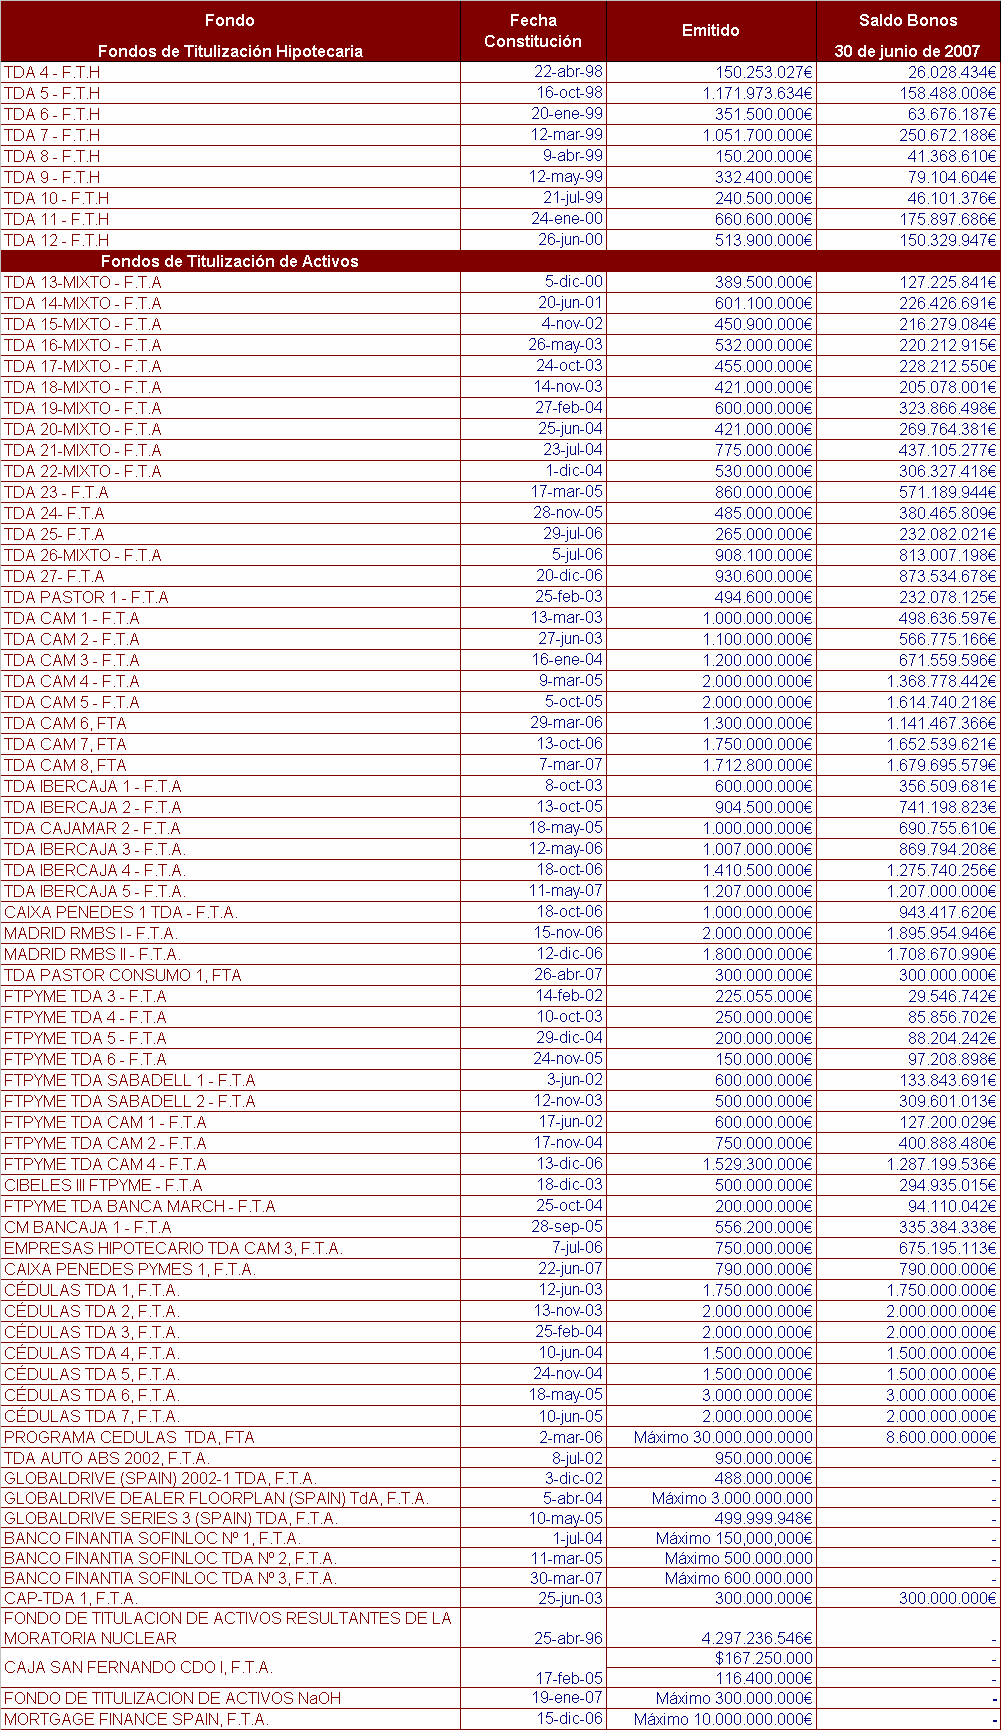 Fondo Fecha Constitución Emitido Saldo Bonos
Fondos de Titulización Hipotecaria 30 de junio de 2007
TDA 4 - F.T.H 22-abr-98 150.253.027€ 26.028.434€
TDA 5 - F.T.H 16-oct-98 1.171.973.634€ 158.488.008€
TDA 6 - F.T.H 20-ene-99 351.500.000€ 63.676.187€
TDA 7 - F.T.H 12-mar-99 1.051.700.000€ 250.672.188€
TDA 8 - F.T.H 9-abr-99 150.200.000€ 41.368.610€
TDA 9 - F.T.H 12-may-99 332.400.000€ 79.104.604€
TDA 10 - F.T.H 21-jul-99 240.500.000€ 46.101.376€
TDA 11 - F.T.H 24-ene-00 660.600.000€ 175.897.686€
TDA 12 - F.T.H 26-jun-00 513.900.000€ 150.329.947€
Fondos de Titulización de Activos
TDA 13-MIXTO - F.T.A 5-dic-00 389.500.000€ 127.225.841€
TDA 14-MIXTO - F.T.A 20-jun-01 601.100.000€ 226.426.691€
TDA 15-MIXTO - F.T.A 4-nov-02 450.900.000€ 216.279.084€
TDA 16-MIXTO - F.T.A 26-may-03 532.000.000€ 220.212.915€
TDA 17-MIXTO - F.T.A 24-oct-03 455.000.000€ 228.212.550€
TDA 18-MIXTO - F.T.A 14-nov-03 421.000.000€ 205.078.001€
TDA 19-MIXTO - F.T.A 27-feb-04 600.000.000€ 323.866.498€
TDA 20-MIXTO - F.T.A 25-jun-04 421.000.000€ 269.764.381€
TDA 21-MIXTO - F.T.A 23-jul-04 775.000.000€ 437.105.277€
TDA 22-MIXTO - F.T.A 1-dic-04 530.000.000€ 306.327.418€
TDA 23 - F.T.A 17-mar-05 860.000.000€ 571.189.944€
TDA 24- F.T.A 28-nov-05 485.000.000€ 380.465.809€
TDA 25- F.T.A 29-jul-06 265.000.000€ 232.082.021€
TDA 26-MIXTO - F.T.A 5-jul-06 908.100.000€ 813.007.198€
TDA 27- F.T.A 20-dic-06 930.600.000€ 873.534.678€
TDA PASTOR 1 - F.T.A 25-feb-03 494.600.000€ 232.078.125€
TDA CAM 1 - F.T.A 13-mar-03 1.000.000.000€ 498.636.597€
TDA CAM 2 - F.T.A 27-jun-03 1.100.000.000€ 566.775.166€
TDA CAM 3 - F.T.A 16-ene-04 1.200.000.000€ 671.559.596€
TDA CAM 4 - F.T.A 9-mar-05 2.000.000.000€ 1.368.778.442€
TDA CAM 5 - F.T.A 5-oct-05 2.000.000.000€ 1.614.740.218€
TDA CAM 6, FTA 29-mar-06 1.300.000.000€ 1.141.467.366€
TDA CAM 7, FTA 13-oct-06 1.750.000.000€ 1.652.539.621€
TDA CAM 8, FTA 7-mar-07 1.712.800.000€ 1.679.695.579€
TDA IBERCAJA 1 - F.T.A 8-oct-03 600.000.000€ 356.509.681€
TDA IBERCAJA 2 - F.T.A 13-oct-05 904.500.000€ 741.198.823€
TDA CAJAMAR 2 - F.T.A 18-may-05 1.000.000.000€ 690.755.610€
TDA IBERCAJA 3 - F.T.A. 12-may-06 1.007.000.000€ 869.794.208€
TDA IBERCAJA 4 - F.T.A. 18-oct-06 1.410.500.000€ 1.275.740.256€
TDA IBERCAJA 5 - F.T.A. 11-may-07 1.207.000.000€ 1.207.000.000€
CAIXA PENEDES 1 TDA - F.T.A. 18-oct-06 1.000.000.000€ 943.417.620€
MADRID RMBS I - F.T.A. 15-nov-06 2.000.000.000€ 1.895.954.946€
MADRID RMBS II - F.T.A. 12-dic-06 1.800.000.000€ 1.708.670.990€
TDA PASTOR CONSUMO 1, FTA 26-abr-07 300.000.000€ 300.000.000€
FTPYME TDA 3 - F.T.A 14-feb-02 225.055.000€ 29.546.742€
FTPYME TDA 4 - F.T.A 10-oct-03 250.000.000€ 85.856.702€
FTPYME TDA 5 - F.T.A 29-dic-04 200.000.000€ 88.204.242€
FTPYME TDA 6 - F.T.A 24-nov-05 150.000.000€ 97.208.898€
FTPYME TDA SABADELL 1 - F.T.A 3-jun-02 600.000.000€ 133.843.691€
FTPYME TDA SABADELL 2 - F.T.A 12-nov-03 500.000.000€ 309.601.013€
FTPYME TDA CAM 1 - F.T.A 17-jun-02 600.000.000€ 127.200.029€
FTPYME TDA CAM 2 - F.T.A 17-nov-04 750.000.000€ 400.888.480€
FTPYME TDA CAM 4 - F.T.A 13-dic-06 1.529.300.000€ 1.287.199.536€
CIBELES III FTPYME - F.T.A 18-dic-03 500.000.000€ 294.935.015€
FTPYME TDA BANCA MARCH - F.T.A 25-oct-04 200.000.000€ 94.110.042€
CM BANCAJA 1 - F.T.A 28-sep-05 556.200.000€ 335.384.338€
EMPRESAS HIPOTECARIO TDA CAM 3, F.T.A. 7-jul-06 750.000.000€ 675.195.113€
CAIXA PENEDES PYMES 1, F.T.A. 22-jun-07 790.000.000€ 790.000.000€
CÉDULAS TDA 1, F.T.A. 12-jun-03 1.750.000.000€ 1.750.000.000€
CÉDULAS TDA 2, F.T.A. 13-nov-03 2.000.000.000€ 2.000.000.000€
CÉDULAS TDA 3, F.T.A. 25-feb-04 2.000.000.000€ 2.000.000.000€
CÉDULAS TDA 4, F.T.A. 10-jun-04 1.500.000.000€ 1.500.000.000€
CÉDULAS TDA 5, F.T.A. 24-nov-04 1.500.000.000€ 1.500.000.000€
CÉDULAS TDA 6, F.T.A. 18-may-05 3.000.000.000€ 3.000.000.000€
CÉDULAS TDA 7, F.T.A. 10-jun-05 2.000.000.000€ 2.000.000.000€
PROGRAMA CEDULAS TDA, FTA 2-mar-06 Máximo 30.000.000.0000 8.600.000.000€
TDA AUTO ABS 2002, F.T.A. 8-jul-02 950.000.000€ -
GLOBALDRIVE (SPAIN) 2002-1 TDA, F.T.A. 3-dic-02 488.000.000€ -
GLOBALDRIVE DEALER FLOORPLAN (SPAIN) TdA, F.T.A. 5-abr-04 Máximo 3.000.000.000 -
GLOBALDRIVE SERIES 3 (SPAIN) TDA, F.T.A. 10-may-05 499.999.948€ -
BANCO FINANTIA SOFINLOC Nº 1, F.T.A. 1-jul-04 Máximo 150,000,000€ -
BANCO FINANTIA SOFINLOC TDA Nº 2, F.T.A. 11-mar-05 Máximo 500.000.000 -
BANCO FINANTIA SOFINLOC TDA Nº 3, F.T.A. 30-mar-07 Máximo 600.000.000 -
CAP-TDA 1, F.T.A. 25-jun-03 300.000.000€ 300.000.000€
FONDO DE TITULACION DE ACTIVOS RESULTANTES DE LA
MORATORIA NUCLEAR 25-abr-96 4.297.236.546€ -
$167.250.000 -
CAJA SAN FERNANDO CDO I, F.T.A. 17-feb-05 116.400.000€ -
FONDO DE TITULIZACION DE ACTIVOS NaOH 19-ene-07 Máximo 300.000.000€ -
MORTGAGE FINANCE SPAIN, F.T.A. 15-dic-06 Máximo 10.000.000.000€ -